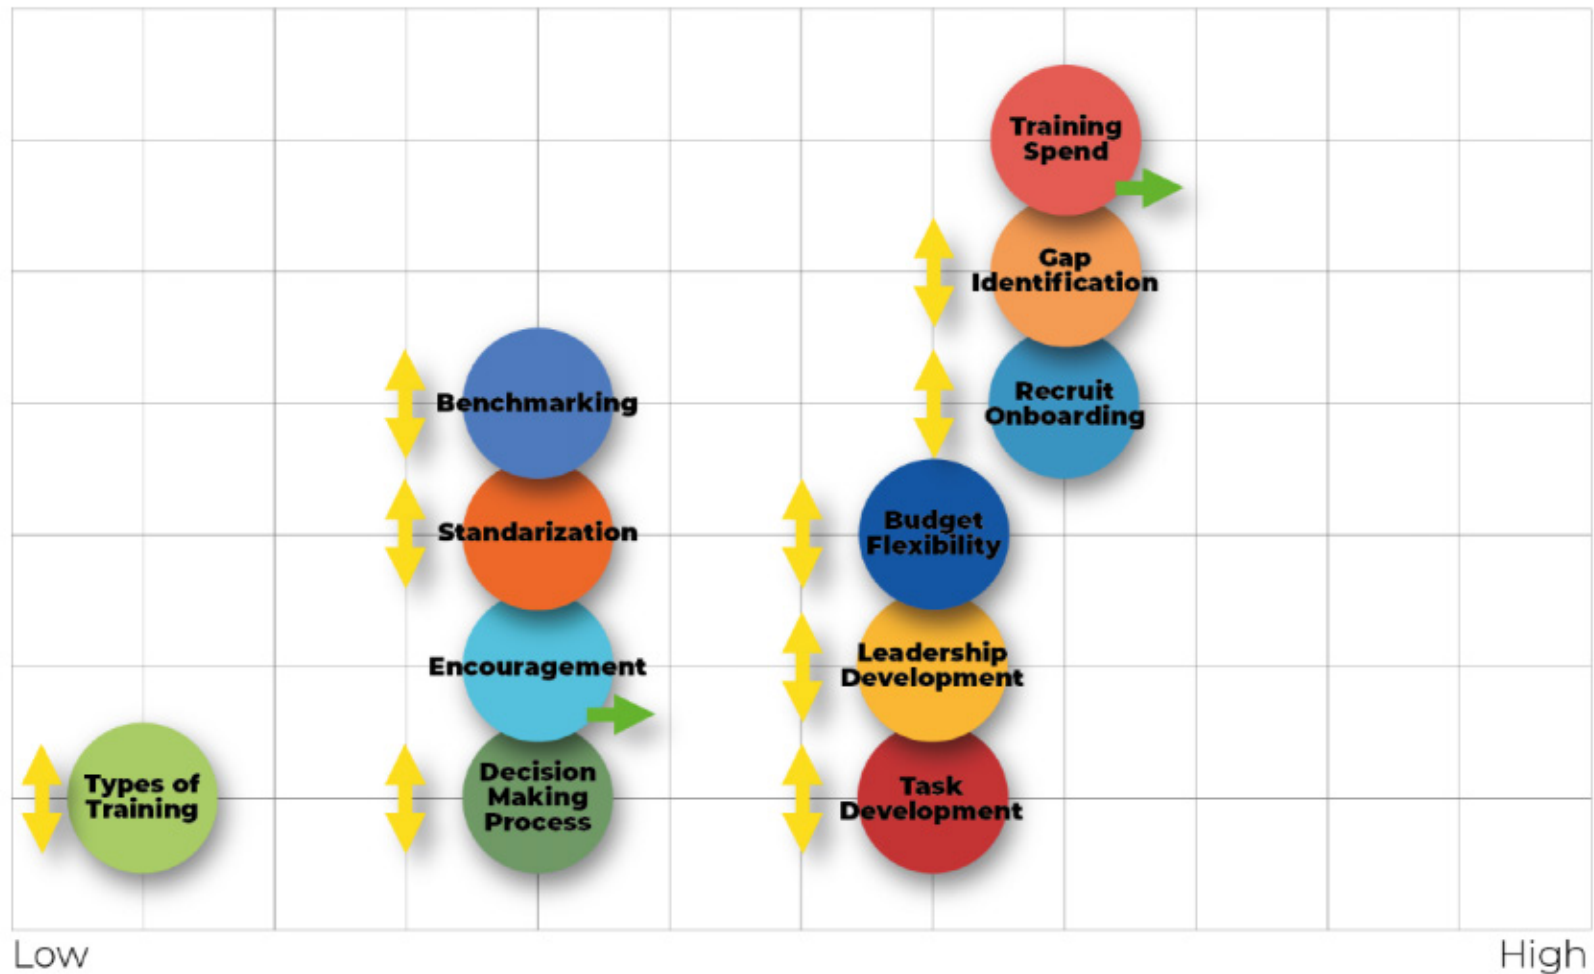 Training
Spend
Gap
Identification
Benchmarking
Recruit
Onboarding
Standarization
Budget
Flexibility
Encouragement
Leadership
Development
Types of
Training
Decision
Making
Process
Task
Development
Low
High